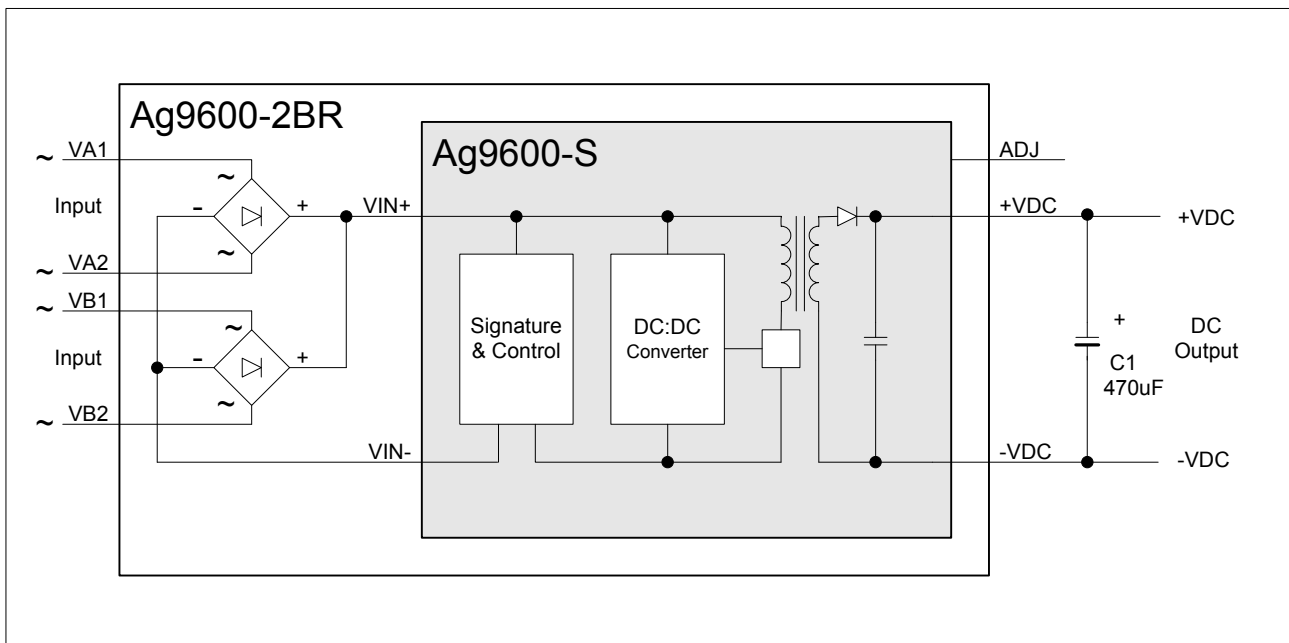 Ag9600-2BR
Ag9600-S
~ VA1
~
Input
-
+
VIN+
~
~ VA2
~ VB1
~
Input
-
+
~
~ VB2
VIN-
Signature
& Control
DC:DC
Converter
ADJ
+VDC
+VDC
+
C1
470uF
DC
Output
-VDC
-VDC